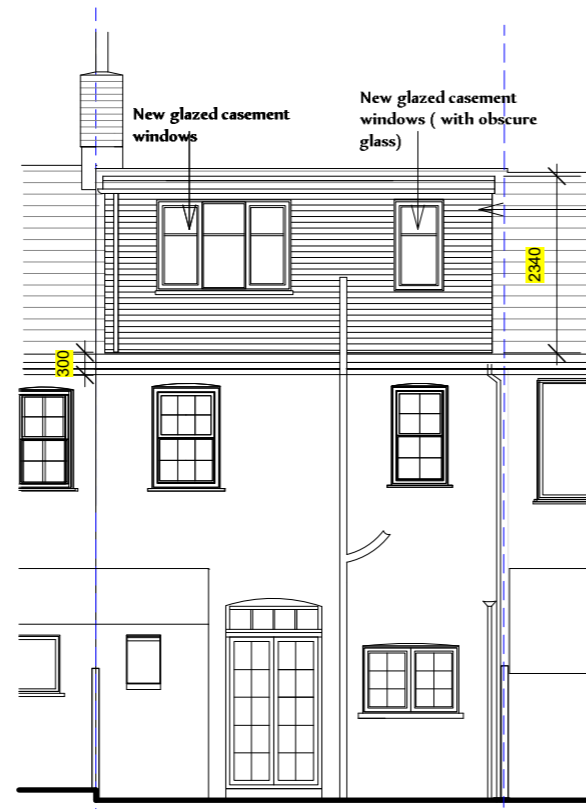 New glazed casement
windows
New glazed casement
windows ( with obscure
glass)
2340
300